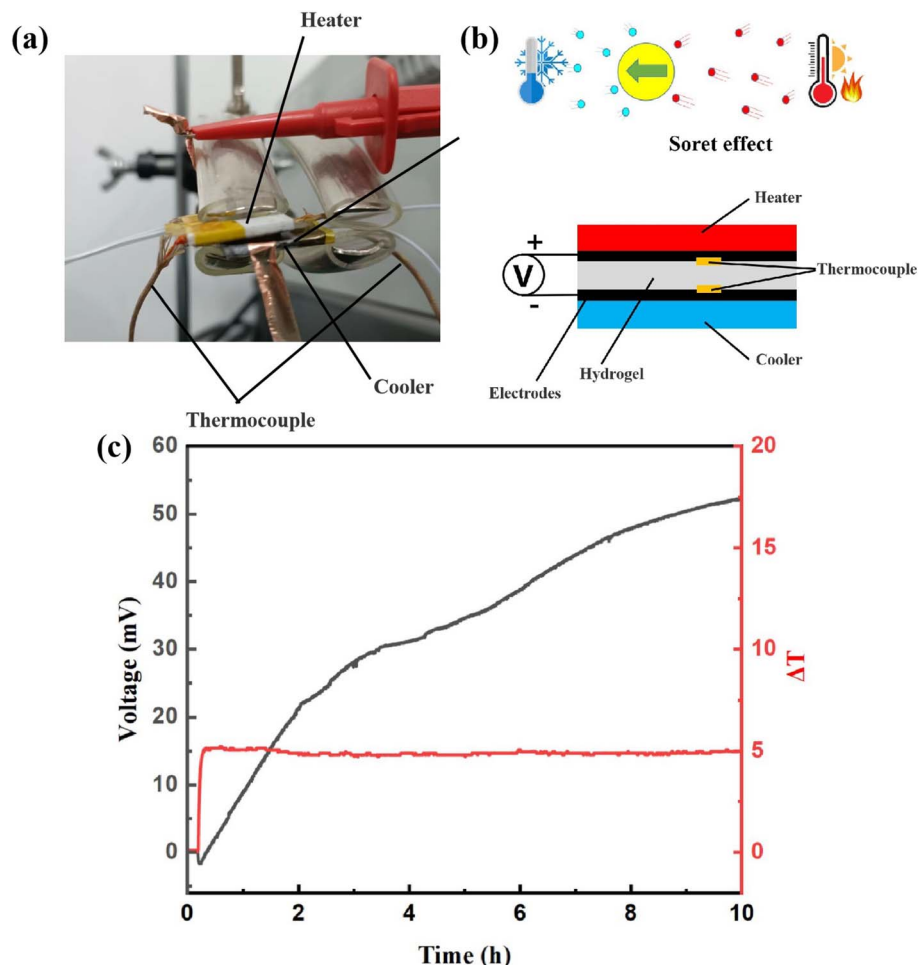 (a)
Heater
Cooler
Thermocouple
(b)
Soret effect
Heater
+
V
-
Thermocouple
Cooler
Hydrogel
Electrodes
(c)
60
50
40
30
20
10
0
Voltage (mV)
20
15
10
5
0
ΔT
0
2
4
6
8
10
Time (h)